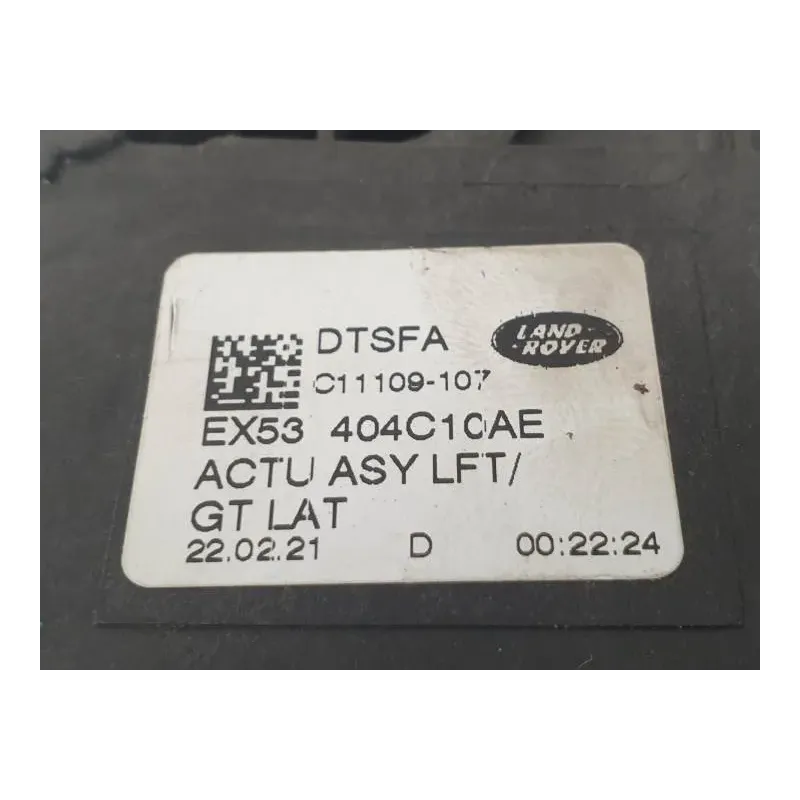 DTSFA
LAND-
-ROVER
C11109-107
EX53 404C10AE
ACTU ASY LFT/
GT LAT
22.02.21 D 00:22:24